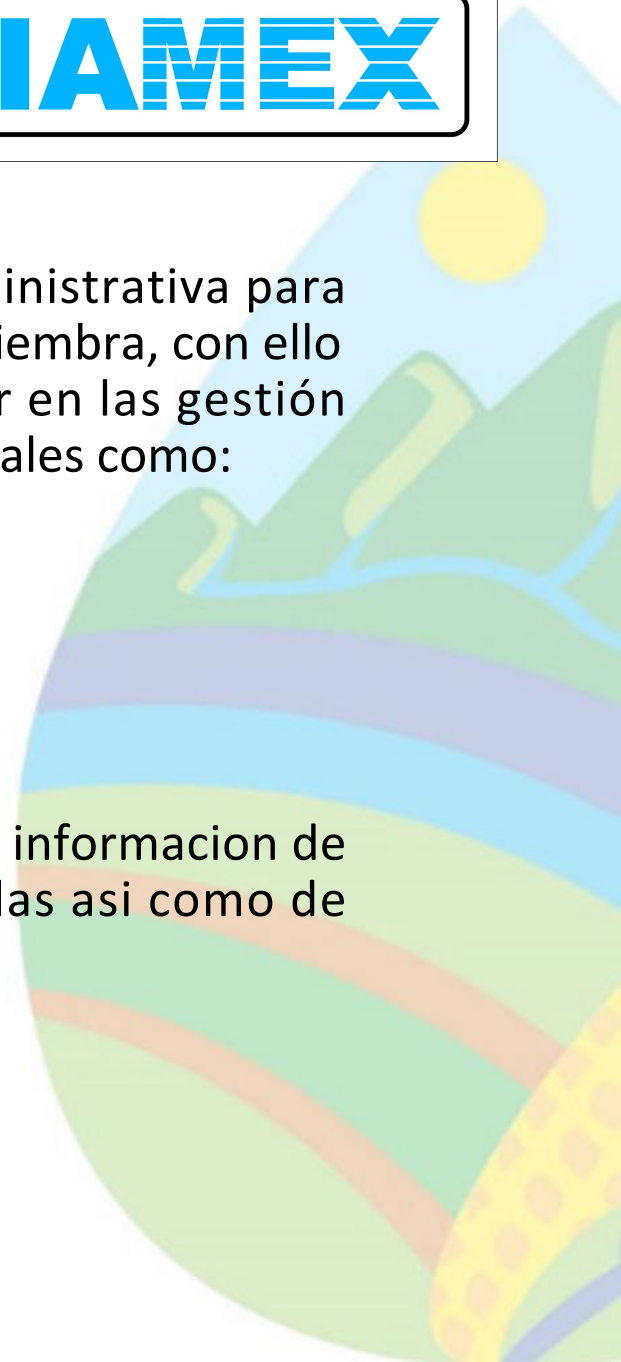 IAMEX
inistrativa para
iembra, con ello
r en las gestión
ales como:
informacion de
las asi como de